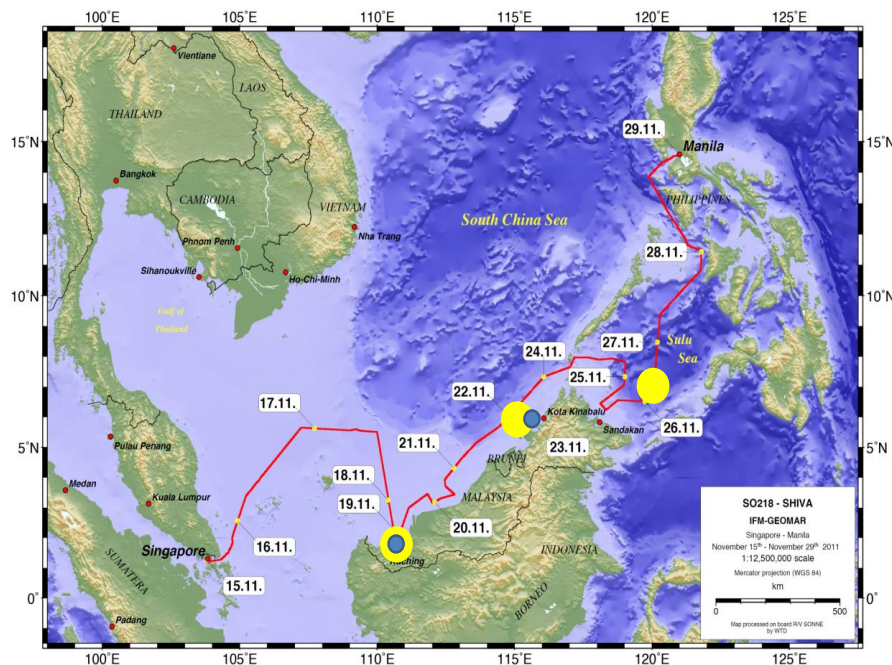 100°E 105°E 110°E 115°E 120°E 125°E
Vientiane
LAOS
THAILAND
29.11.
15°N 15°N
Manila
Bangkok
CAMBODIA
VIETNAM
PHILIPPINES
South China Sea
Nha Trang
Phnom Penh
28.11.
Sihanoukville
Ho-Chi-Minh
10°N 10°N
Gulf of
Thailand
27.11.
Sulu
Sea
24.11.
25.11.
22.11.
17.11.
Kota Kinabalu
Sandakan
26.11.
5°N 5°N
Pulau Penang
21.11.
23.11.
BRUNEI
18.11.
Medan
Kuala Lumpur
MALAYSIA
19.11.
SO218 - SHIVA
IFM-GEOMAR
Singapore - Manila
November 15th - November 29th 2011
1:12,500,000 scale
Mercator projection (WGS 84)
km
0 500
Map processed on board R/V SONNE
by WTD
20.11.
16.11.
Singapore
Kuching
INDONESIA
15.11.
SUMATERA
BORNEO
0° 0°
Padang
100°E 105°E 110°E 115°E 120°E 125°E